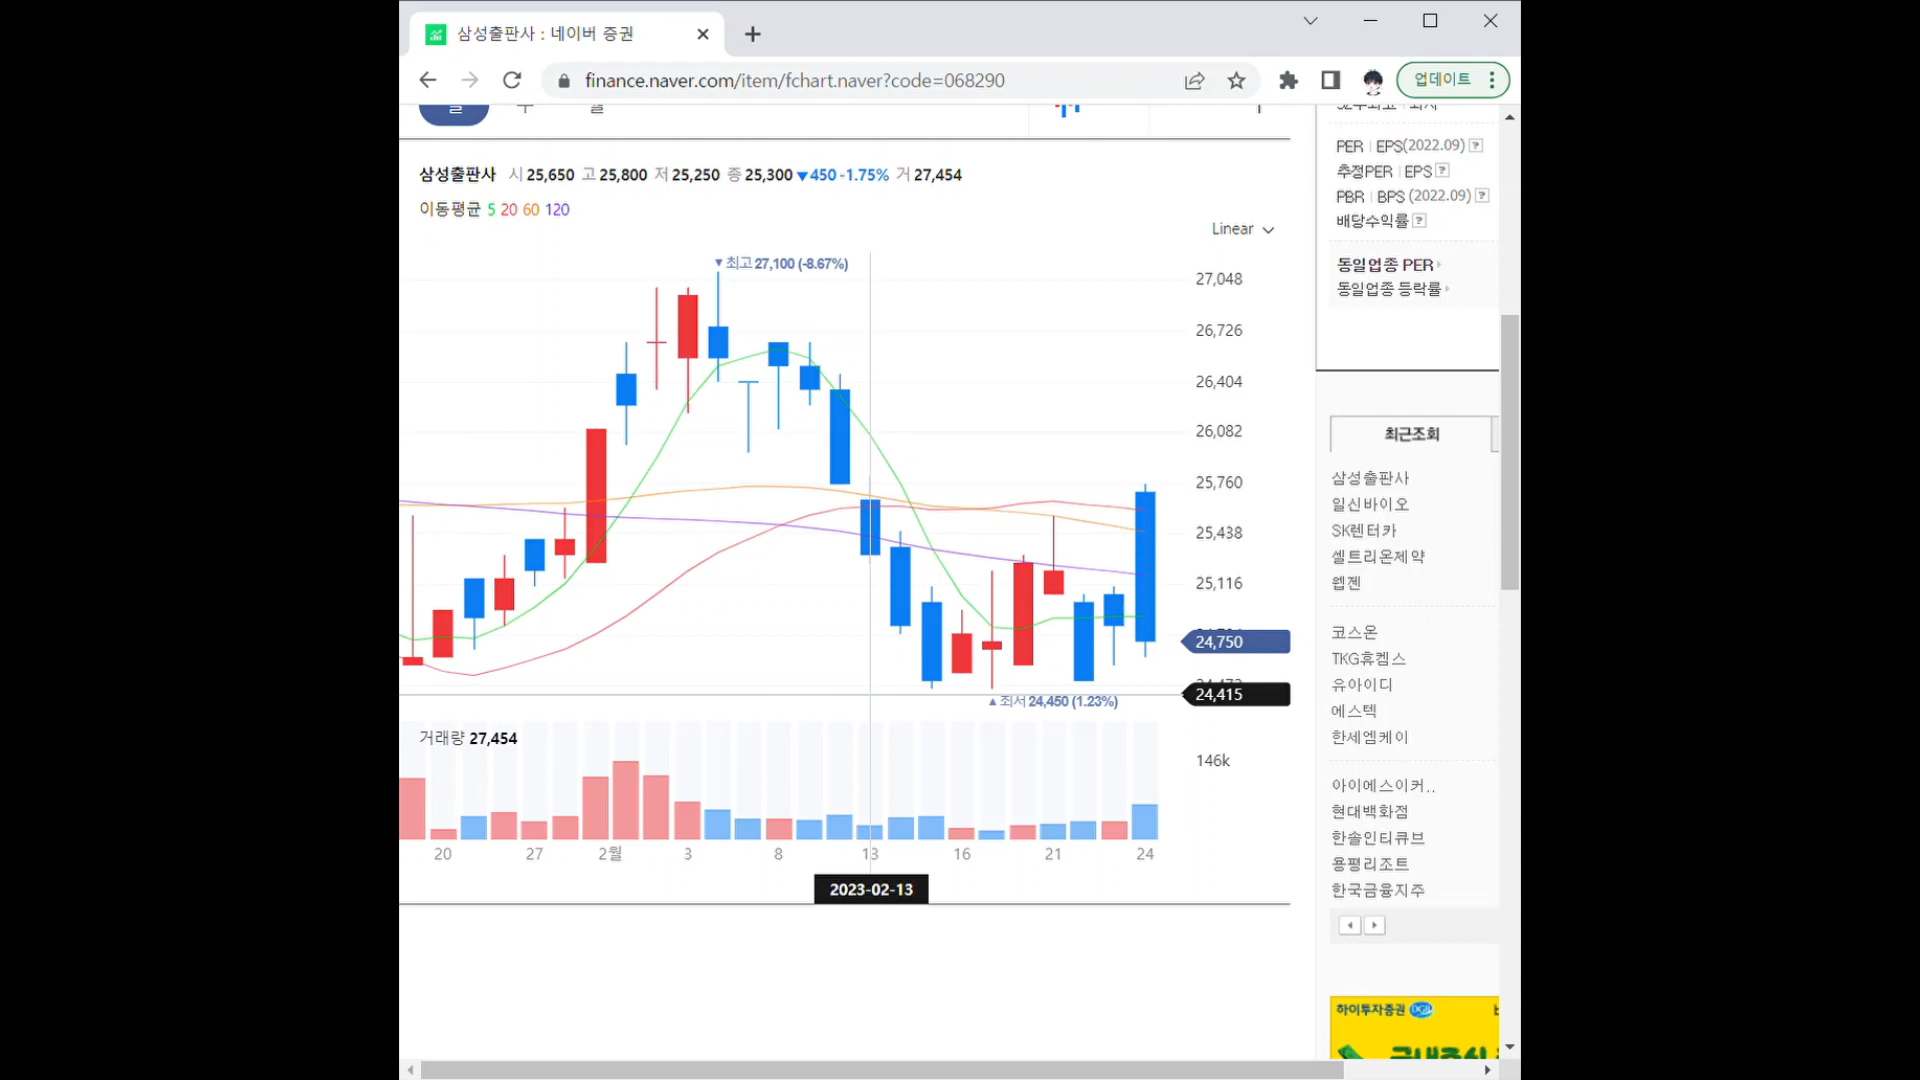 삼성출판사 : 네이버 증권
finance.naver.com/item/fchart.naver?code=068290
업데이트
일
월
삼성출판사 시 25,650 고 25,800 저 25,250 종 25,300 ▼450 -1.75% 거 27,454
이동평균 5 20 60 120
Linear
▼최고 27,100 (-8.67%)
27,048
26,726
26,404
26,082
25,760
25,438
25,116
24,750
24,415
▲최저 24,450 (1.23%)
거래량 27,454
146k
20 27 2월 3 8 13 16 21 24
2023-02-13
PER | EPS(2022.09) ?
추정PER | EPS ?
PBR | BPS (2022.09) ?
배당수익률 ?
동일업종 PER
동일업종 등락률
최근조회
삼성출판사
일신바이오
SK렌터카
셀트리온제약
웹젠
코스온
TKG휴켐스
유아이디
에스텍
한세엠케이
아이에스이커..
현대백화점
한솔인티큐브
용평리조트
한국금융지주
하이투자증권 DGB
국내주식